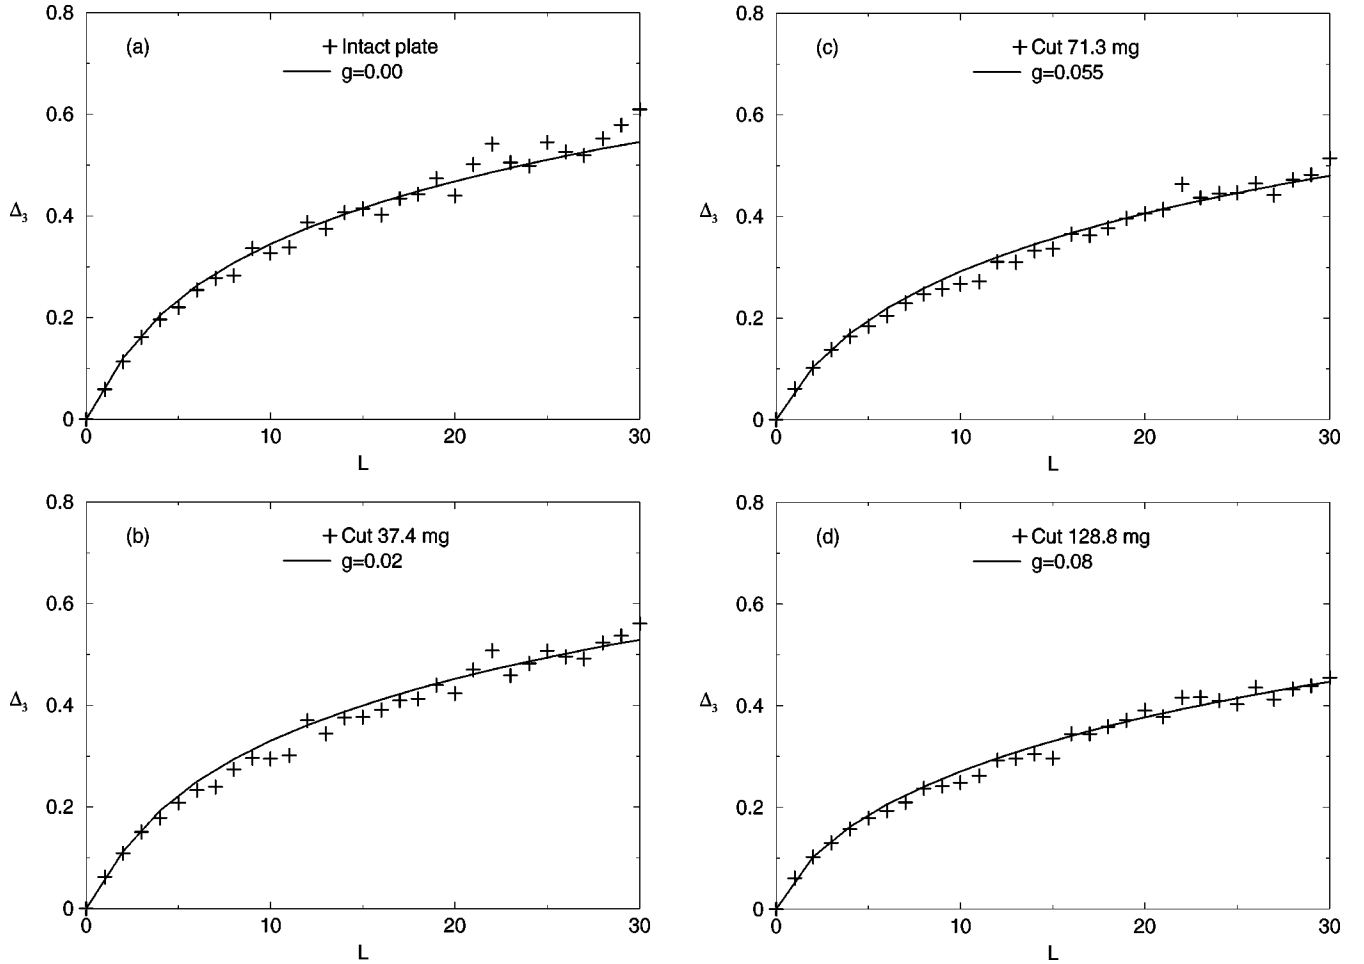 0.8
(a)
+ Intact plate
g=0.00
0.6
Δ₃
0.4
0.2
0
0 10 20 30
L
0.8
(c)
+ Cut 71.3 mg
g=0.055
0.6
Δ₃
0.4
0.2
0
0 10 20 30
L
0.8
(b)
+ Cut 37.4 mg
g=0.02
0.6
Δ₃
0.4
0.2
0
0 10 20 30
L
0.8
(d)
+ Cut 128.8 mg
g=0.08
0.6
Δ₃
0.4
0.2
0
0 10 20 30
L